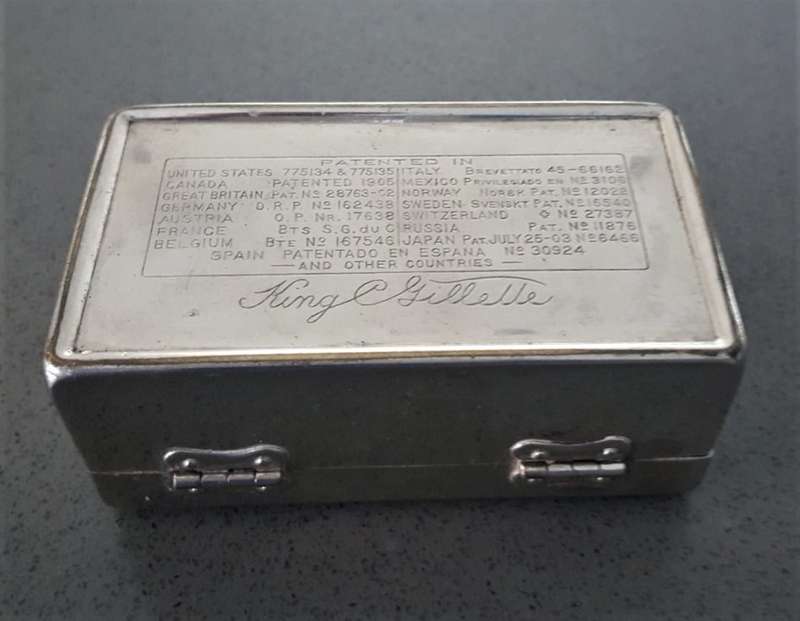 PATENTED IN
UNITED STATES 775134 & 775135 ITALY BREVETTATO 45-66162
CANADA PATENTED 1905 MEXICO PRIVILEGIADO EN No 3108
GREAT BRITAIN PAT. No 28763-02 NORWAY NORSK PAT. No 12028
GERMANY D.R.P. No 162438 SWEDEN SVENSKT PAT. No 16540
AUSTRIA O.P. NR. 17638 SWITZERLAND No 27387
FRANCE BTS S.G. DU G RUSSIA PAT. No 11876
BELGIUM BTE No 167546 JAPAN PAT. JULY 25-03 No 6466
SPAIN PATENTADO EN ESPANA No 30924
— AND OTHER COUNTRIES —
King C Gillette